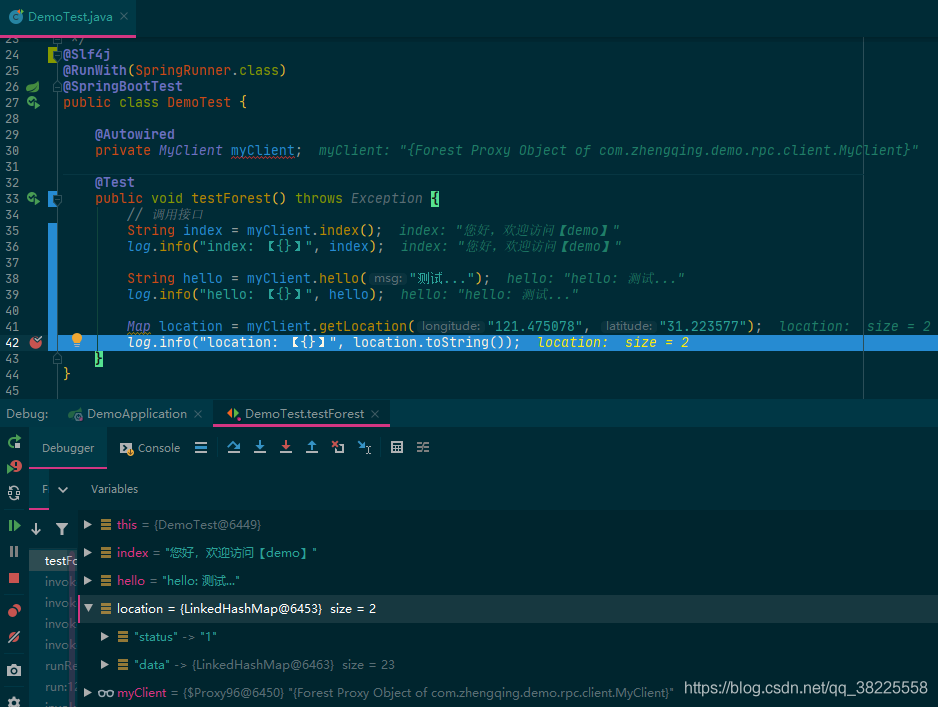 DemoTest.java
23 */
24 @Slf4j
25 @RunWith(SpringRunner.class)
26 @SpringBootTest
27 public class DemoTest {
28
29 @Autowired
30 private MyClient myClient; myClient: "{Forest Proxy Object of com.zhengqing.demo.rpc.client.MyClient}"
31
32 @Test
33 public void testForest() throws Exception {
34 // 调用接口
35 String index = myClient.index(); index: "您好，欢迎访问【demo】"
36 log.info("index: 【{}】", index); index: "您好，欢迎访问【demo】"
37
38 String hello = myClient.hello( msg: "测试..."); hello: "hello: 测试..."
39 log.info("hello: 【{}】", hello); hello: "hello: 测试..."
40
41 Map location = myClient.getLocation( longitude: "121.475078", latitude: "31.223577"); location: size = 2
42 log.info("location: 【{}】", location.toString()); location: size = 2
43 }
44 }
45
Debug: DemoApplication DemoTest.testForest
Debugger Console
F Variables
this = {DemoTest@6449}
index = "您好，欢迎访问【demo】"
testFo
hello = "hello: 测试..."
invok
location = {LinkedHashMap@6453} size = 2
invok
invok
"status" -> "1"
invok
"data" -> {LinkedHashMap@6463} size = 23
runRe
run:12
myClient = {$Proxy96@6450} "{Forest Proxy Object of com.zhengqing.demo.rpc.client.MyClient}"
https://blog.csdn.net/qq_38225558